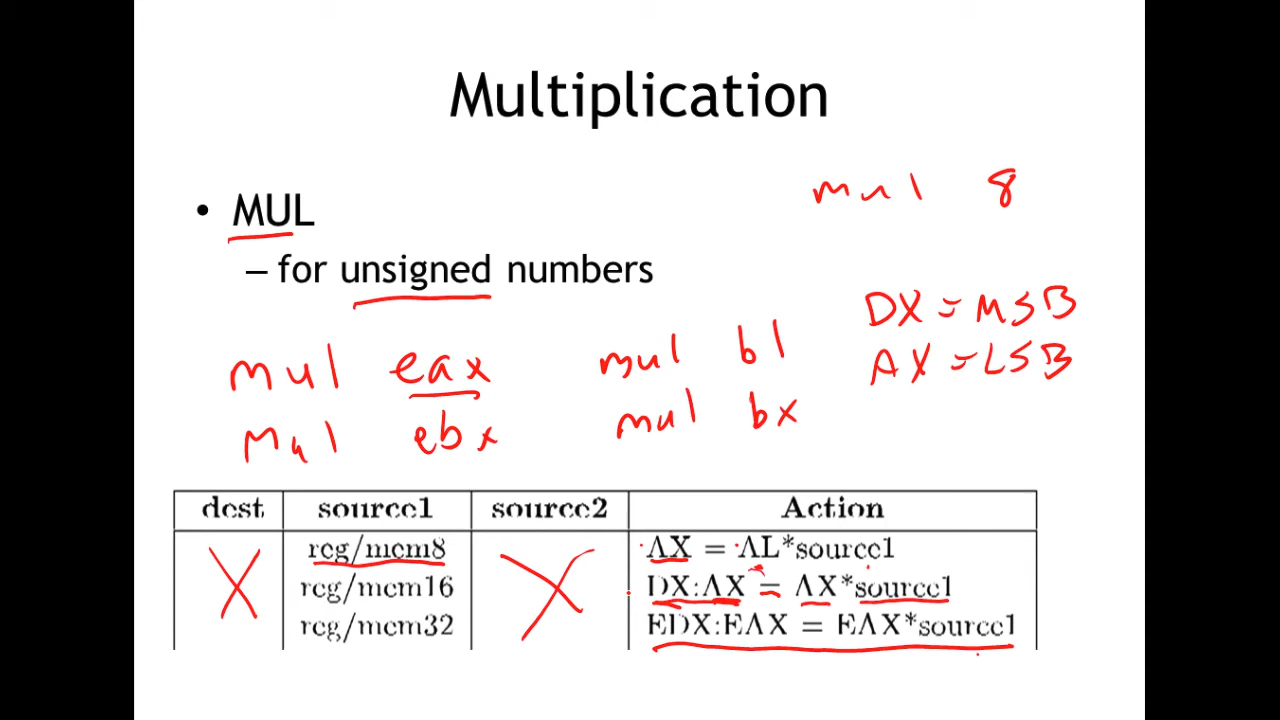 Multiplication
mul 8
• MUL
– for unsigned numbers
DX = MSB
AX = LSB
mul eax
mul bl
mul ebx
mul bx
dest source1 source2 Action
X reg/mem8 X AX = AL*source1
reg/mem16 DX:AX = AX*source1
reg/mem32 EDX:EAX = EAX*source1